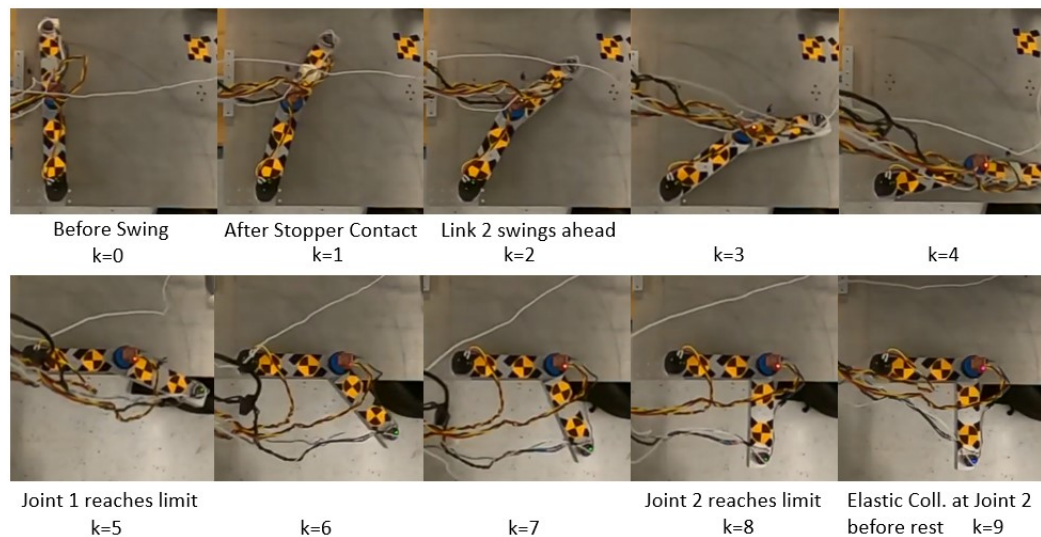 Before Swing
k=0
After Stopper Contact
k=1
Link 2 swings ahead
k=2
k=3
k=4
Joint 1 reaches limit
k=5
k=6
k=7
Joint 2 reaches limit
k=8
Elastic Coll. at Joint 2
before rest k=9